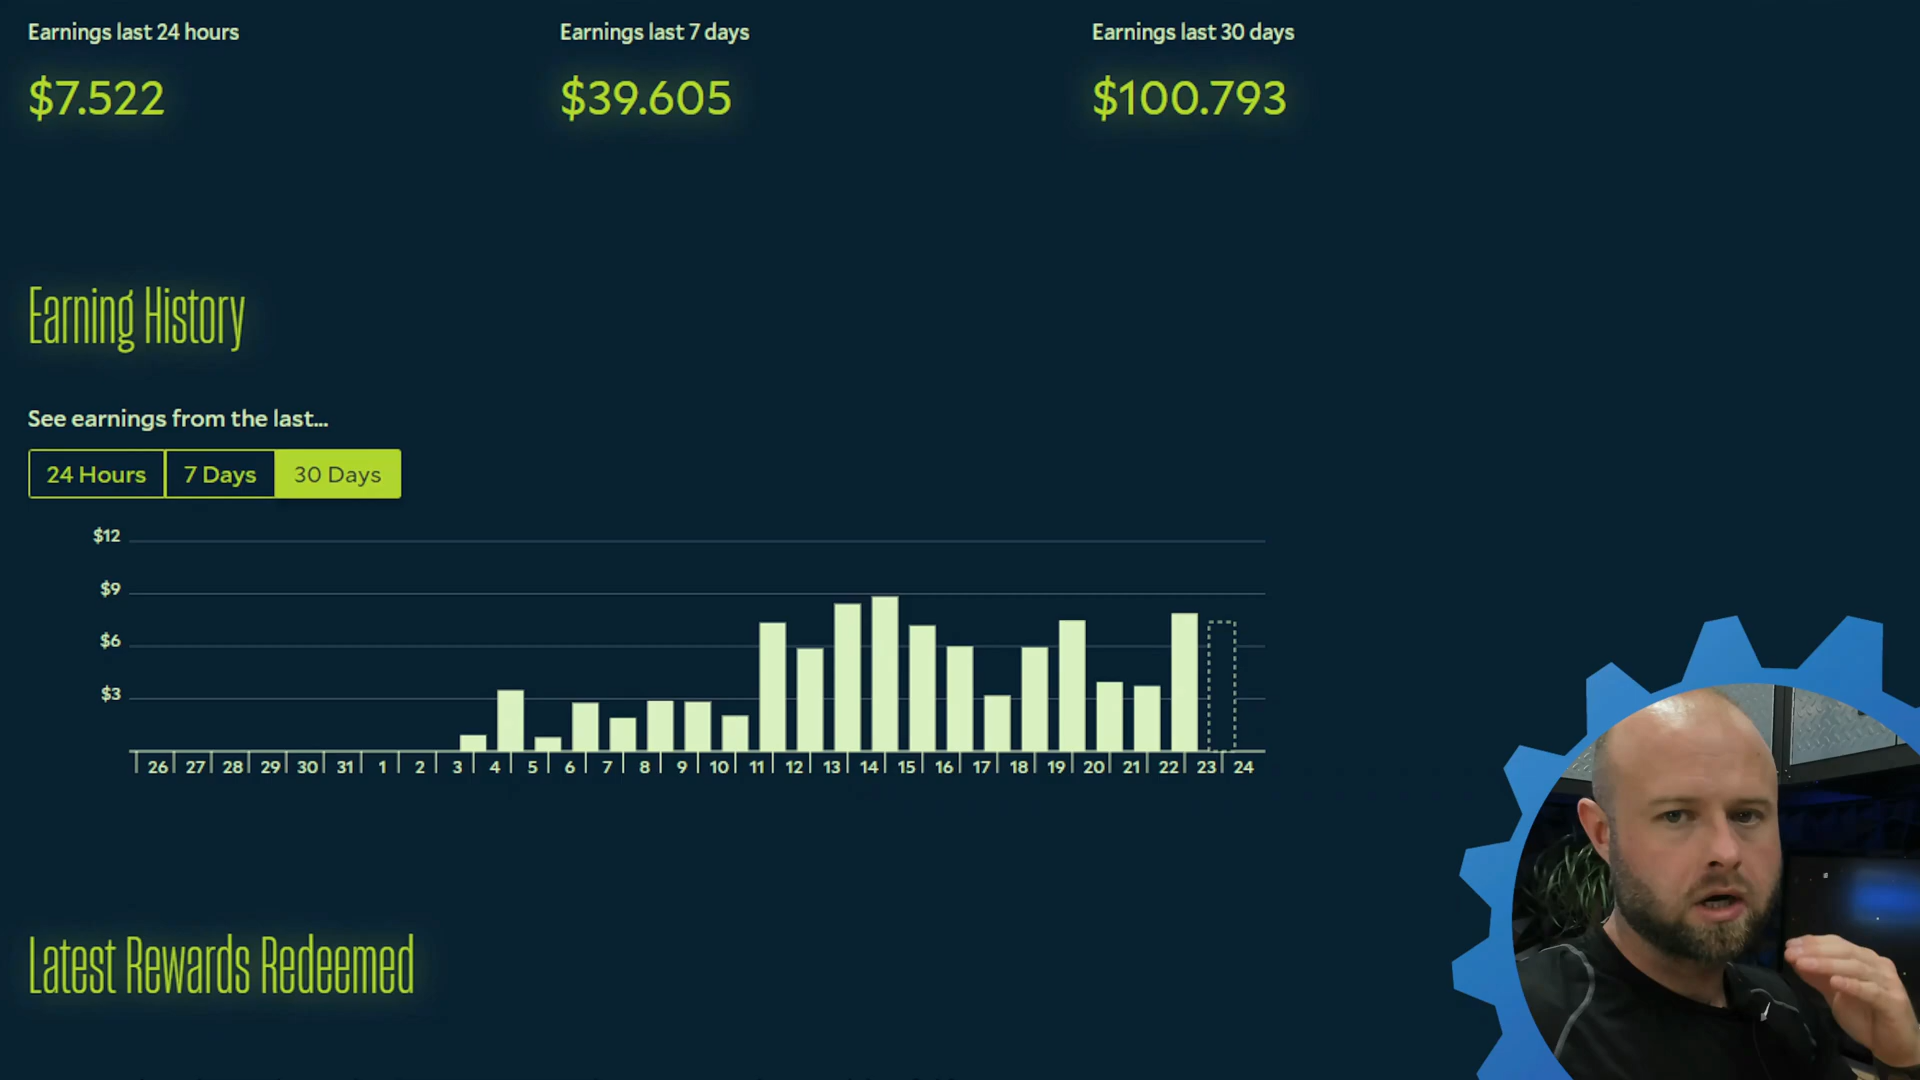 Earnings last 24 hours
Earnings last 7 days
Earnings last 30 days
$7.522
$39.605
$100.793
Earning History
See earnings from the last...
24 Hours
7 Days
30 Days
$12
$9
$6
$3
26 27 28 29 30 31 1 2 3 4 5 6 7 8 9 10 11 12 13 14 15 16 17 18 19 20 21 22 23 24
Latest Rewards Redeemed